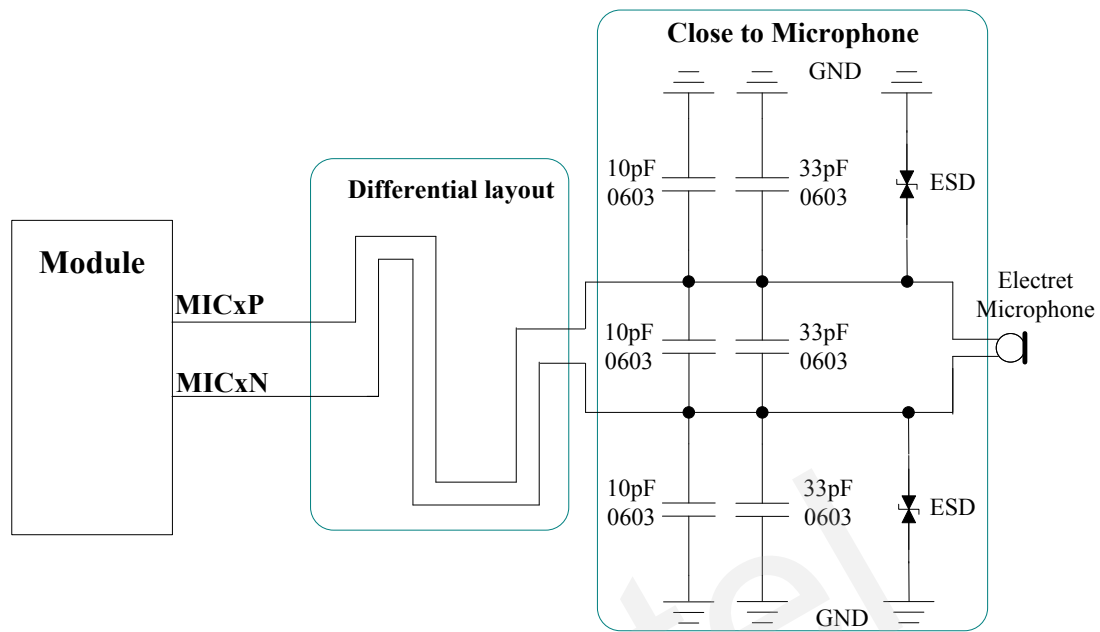 Close to Microphone
GND
10pF
0603
33pF
0603
ESD
Differential layout
Module
MICxP
MICxN
10pF
0603
33pF
0603
Electret
Microphone
10pF
0603
33pF
0603
ESD
GND